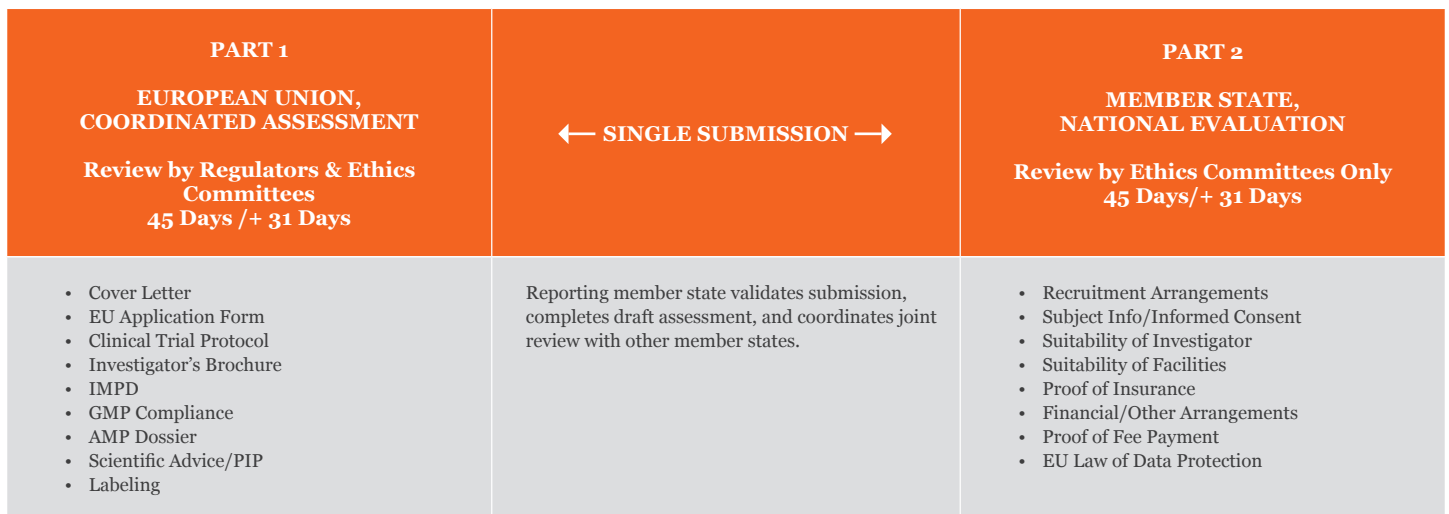 PART 1
EUROPEAN UNION,
COORDINATED ASSESSMENT
Review by Regulators & Ethics
Committees
45 Days /+ 31 Days
← SINGLE SUBMISSION →
PART 2
MEMBER STATE,
NATIONAL EVALUATION
Review by Ethics Committees Only
45 Days/+ 31 Days
• Cover Letter
• EU Application Form
• Clinical Trial Protocol
• Investigator’s Brochure
• IMPD
• GMP Compliance
• AMP Dossier
• Scientific Advice/PIP
• Labeling
Reporting member state validates submission,
completes draft assessment, and coordinates joint
review with other member states.
• Recruitment Arrangements
• Subject Info/Informed Consent
• Suitability of Investigator
• Suitability of Facilities
• Proof of Insurance
• Financial/Other Arrangements
• Proof of Fee Payment
• EU Law of Data Protection